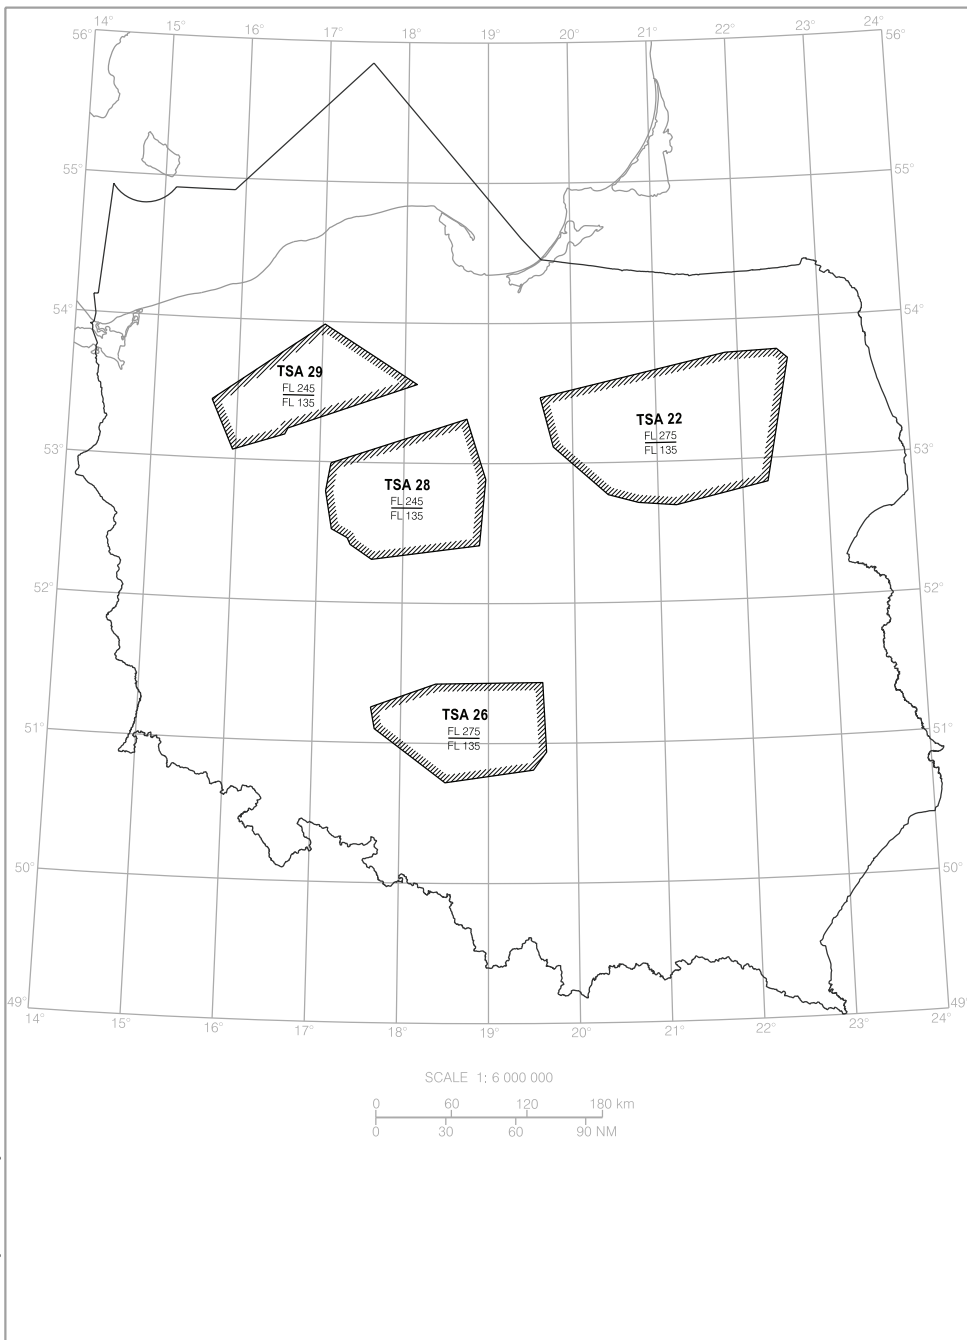 14° 24°
56° 15° 16° 17° 18° 19° 20° 21° 22° 23° 56°
55° 55°
54° 54°
TSA 29
FL 245
FL 135
TSA 22
FL 275
FL 135
53° 53°
TSA 28
FL 245
FL 135
52° 52°
TSA 26
FL 275
FL 135
51° 51°
50° 50°
49° 49°
14° 15° 16° 17° 18° 19° 20° 21° 22° 23° 24°
SCALE 1: 6 000 000
0 60 120 180 km
0 30 60 90 NM